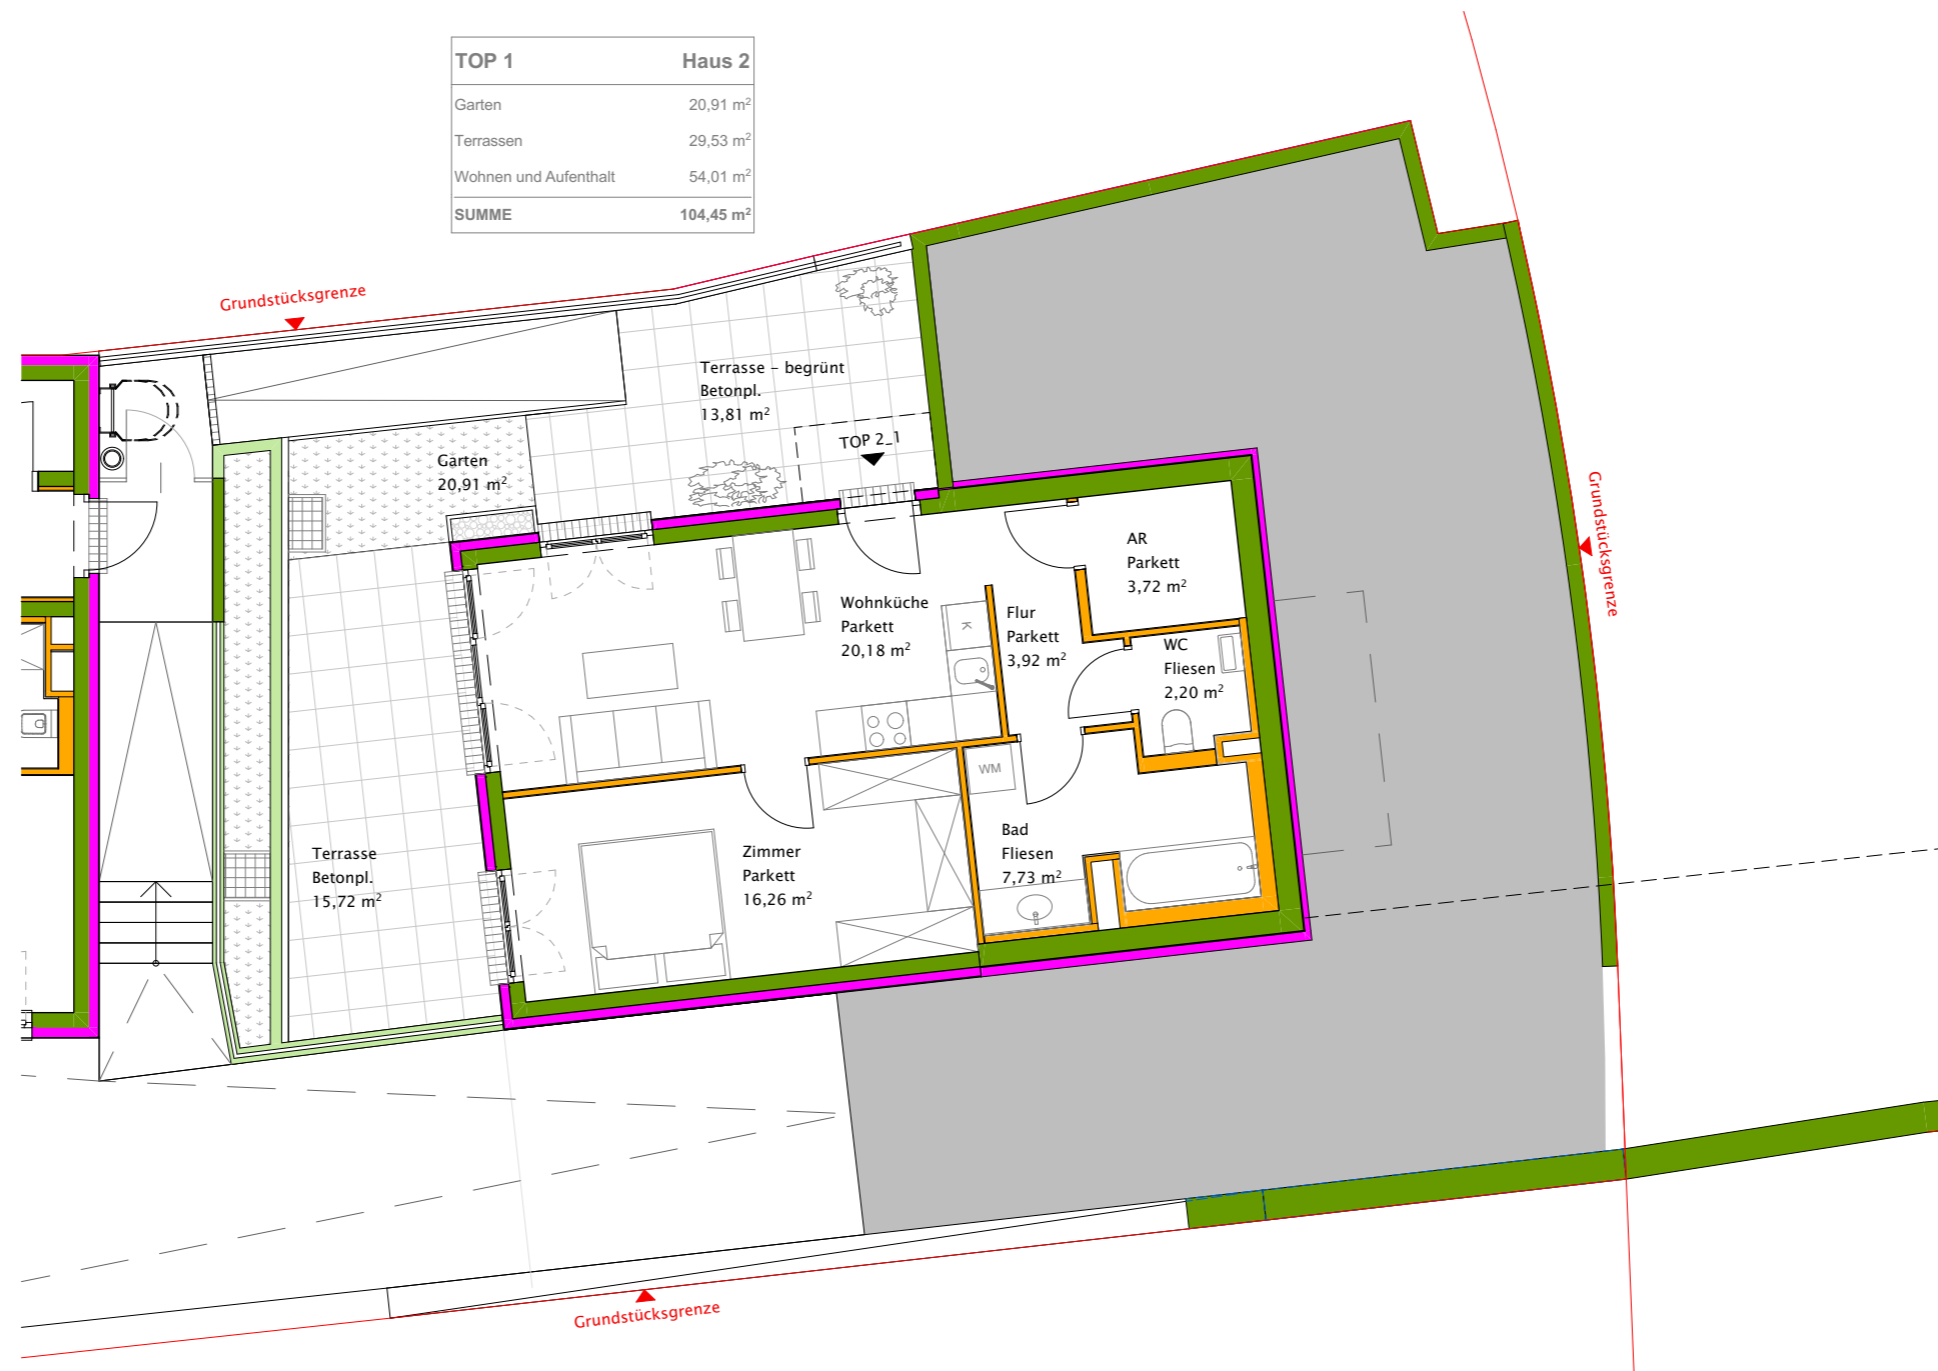 TOP 1 Haus 2
Garten 20,91 m²
Terrassen 29,53 m²
Wohnen und Aufenthalt 54,01 m²
SUMME 104,45 m²
Grundstücksgrenze
Terrasse – begrünt
Betonpl.
13,81 m²
TOP 2_1
Garten
20,91 m²
Grundstücksgrenze
AR
Parkett
3,72 m²
Wohnküche
Parkett
20,18 m²
K
Flur
Parkett
3,92 m²
WC
Fliesen
2,20 m²
WM
Bad
Fliesen
7,73 m²
Zimmer
Parkett
16,26 m²
Terrasse
Betonpl.
15,72 m²
Grundstücksgrenze